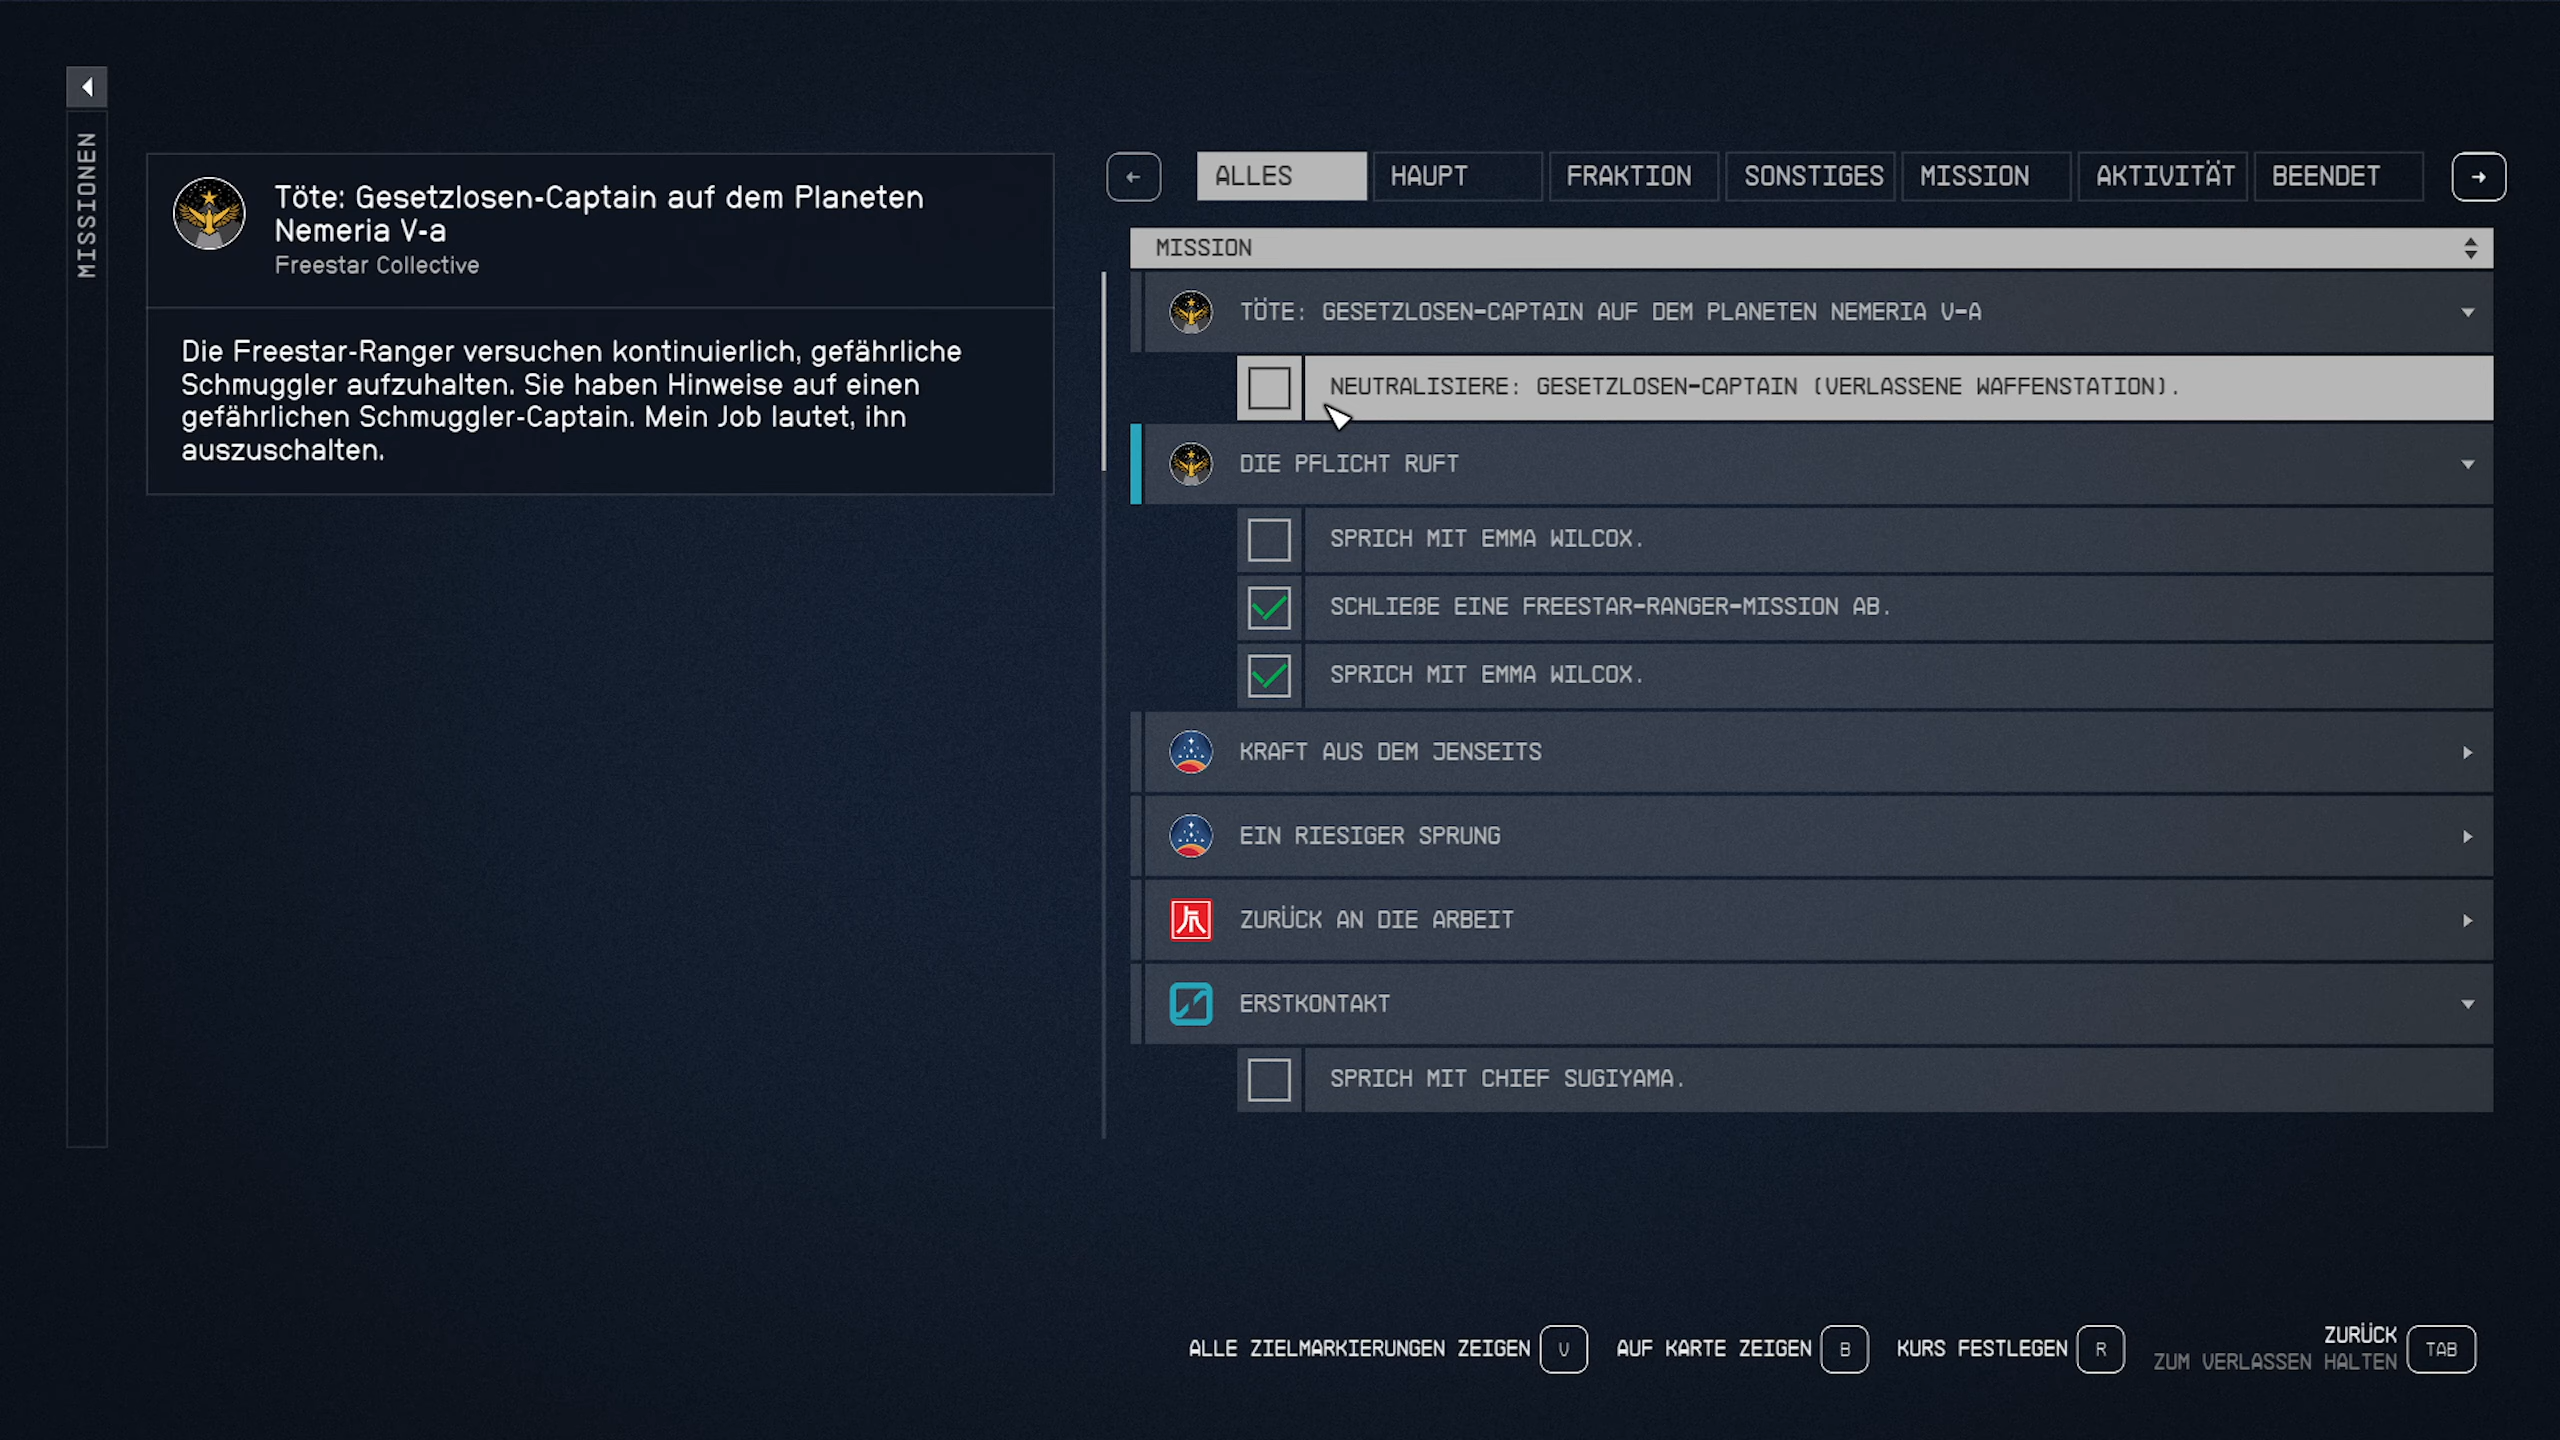 MISSIONEN
Töte: Gesetzlosen-Captain auf dem Planeten
Nemeria V-a
Freestar Collective
Die Freestar-Ranger versuchen kontinuierlich, gefährliche
Schmuggler aufzuhalten. Sie haben Hinweise auf einen
gefährlichen Schmuggler-Captain. Mein Job lautet, ihn
auszuschalten.
ALLES HAUPT FRAKTION SONSTIGES MISSION AKTIVITÄT BEENDET
MISSION
TÖTE: GESETZLOSEN-CAPTAIN AUF DEM PLANETEN NEMERIA V-A
NEUTRALISIERE: GESETZLOSEN-CAPTAIN (VERLASSENE WAFFENSTATION).
DIE PFLICHT RUFT
SPRICH MIT EMMA WILCOX.
SCHLIEẞE EINE FREESTAR-RANGER-MISSION AB.
SPRICH MIT EMMA WILCOX.
KRAFT AUS DEM JENSEITS
EIN RIESIGER SPRUNG
ZURÜCK AN DIE ARBEIT
ERSTKONTAKT
SPRICH MIT CHIEF SUGIYAMA.
ALLE ZIELMARKIERUNGEN ZEIGEN V AUF KARTE ZEIGEN B KURS FESTLEGEN R ZURÜCK TAB
ZUM VERLASSEN HALTEN